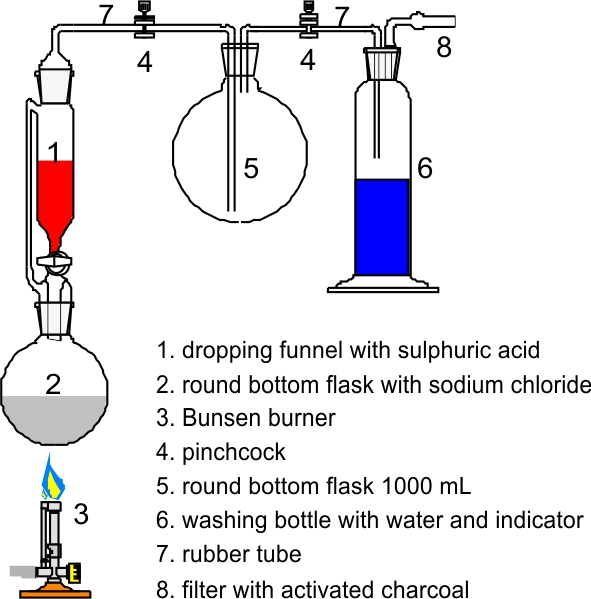 7
7
8
4
4
1
5
6
2
3
1. dropping funnel with sulphuric acid
2. round bottom flask with sodium chloride
3. Bunsen burner
4. pinchcock
5. round bottom flask 1000 mL
6. washing bottle with water and indicator
7. rubber tube
8. filter with activated charcoal